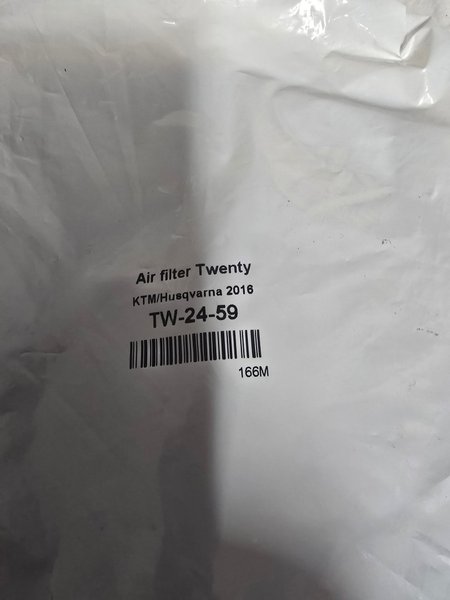 Air filter Twenty
KTM/Husqvarna 2016
TW-24-59
166M